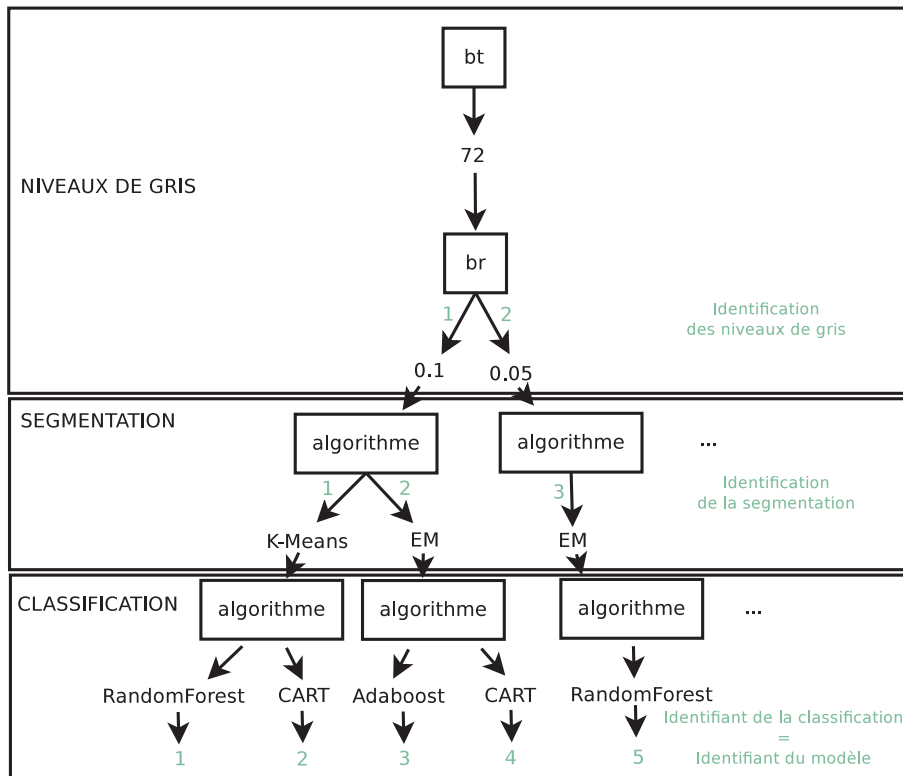 bt
72
NIVEAUX DE GRIS
br
1 2
Identification
des niveaux de gris
0.1 0.05
SEGMENTATION
algorithme algorithme ...
1 2 3
Identification
de la segmentation
K-Means EM EM
CLASSIFICATION
algorithme algorithme algorithme ...
RandomForest CART Adaboost CART RandomForest
Identifiant de la classification
=
Identifiant du modèle
1 2 3 4 5